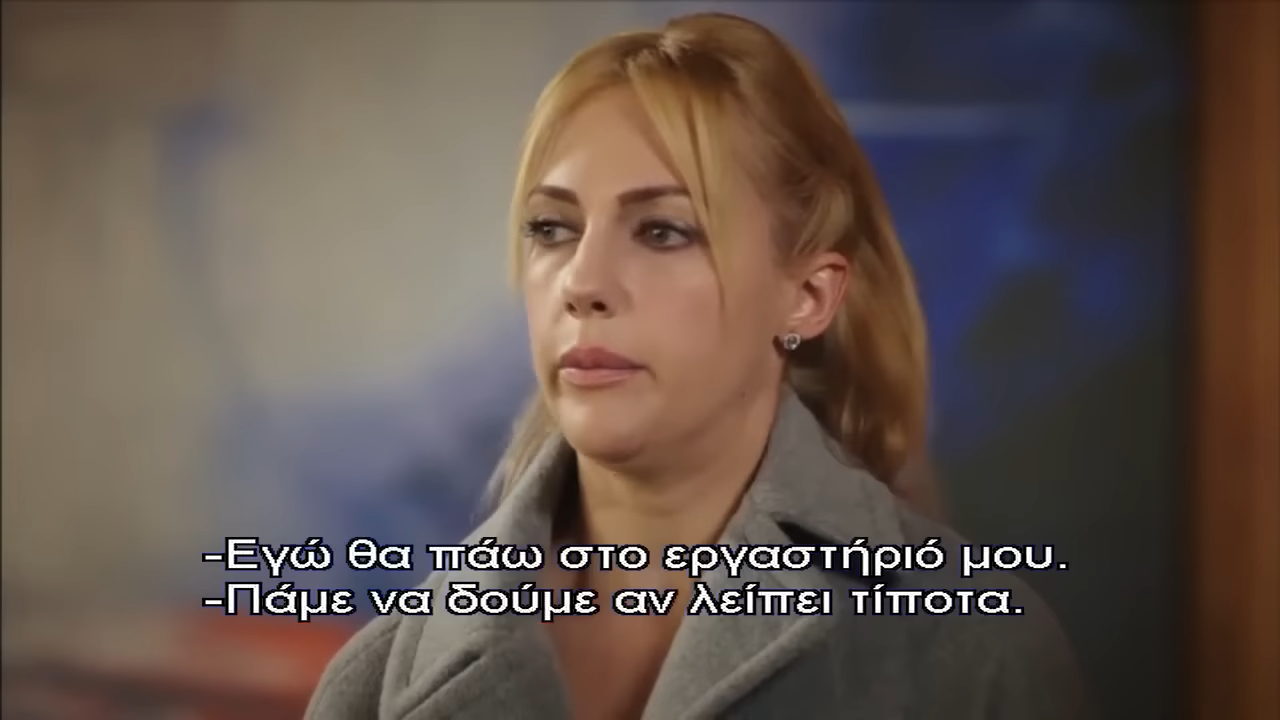 -Εγώ θα πάω στο εργαστήριό μου.
-Πάμε να δούμε αν λείπει τίποτα.